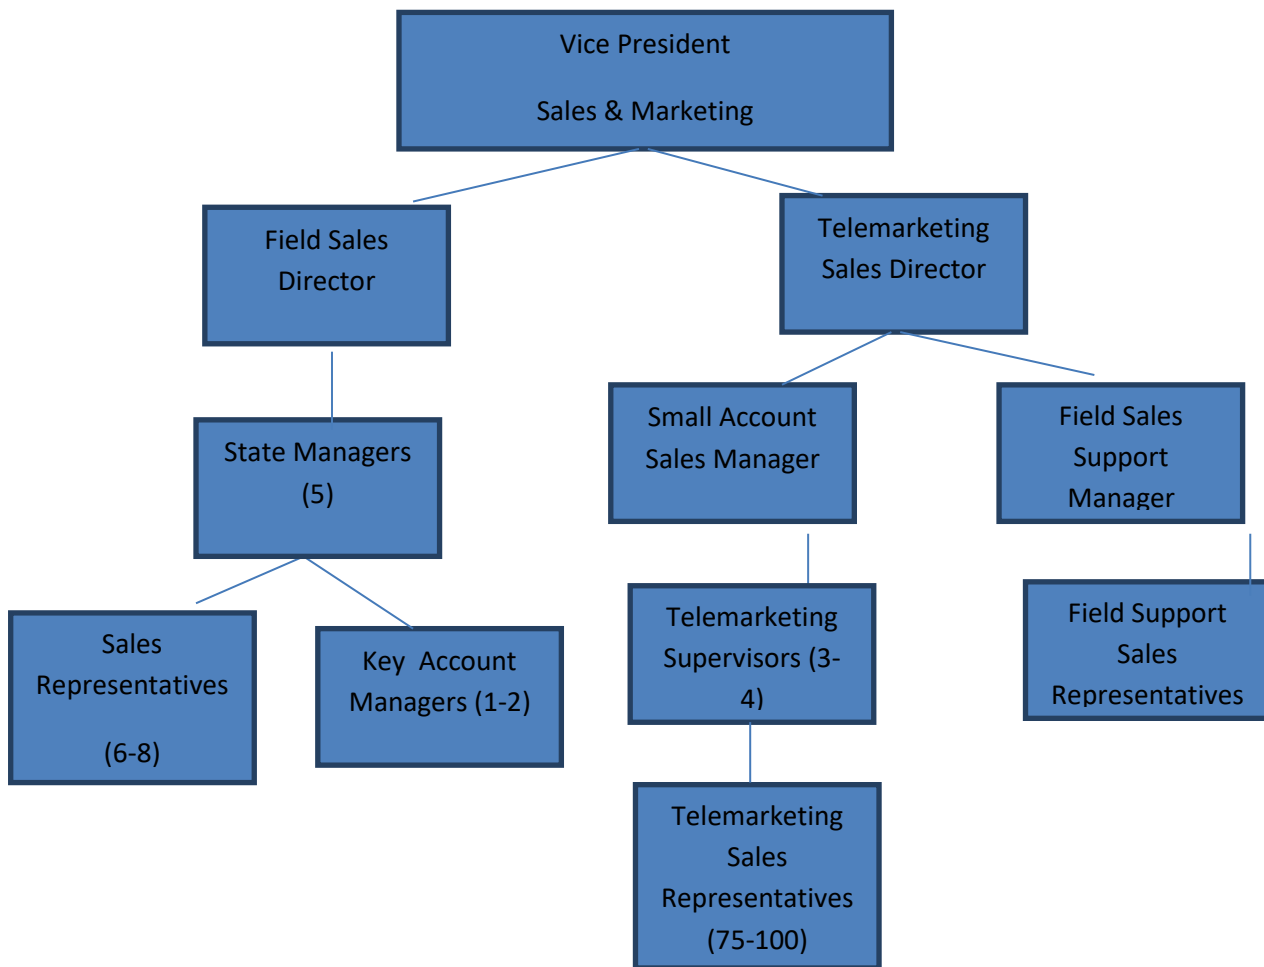 Vice President
Sales & Marketing
Field Sales
Director
Telemarketing
Sales Director
State Managers
(5)
Small Account
Sales Manager
Field Sales
Support
Manager
Sales
Representatives
(6-8)
Key Account
Managers (1-2)
Telemarketing
Supervisors (3-
4)
Field Support
Sales
Representatives
Telemarketing
Sales
Representatives
(75-100)